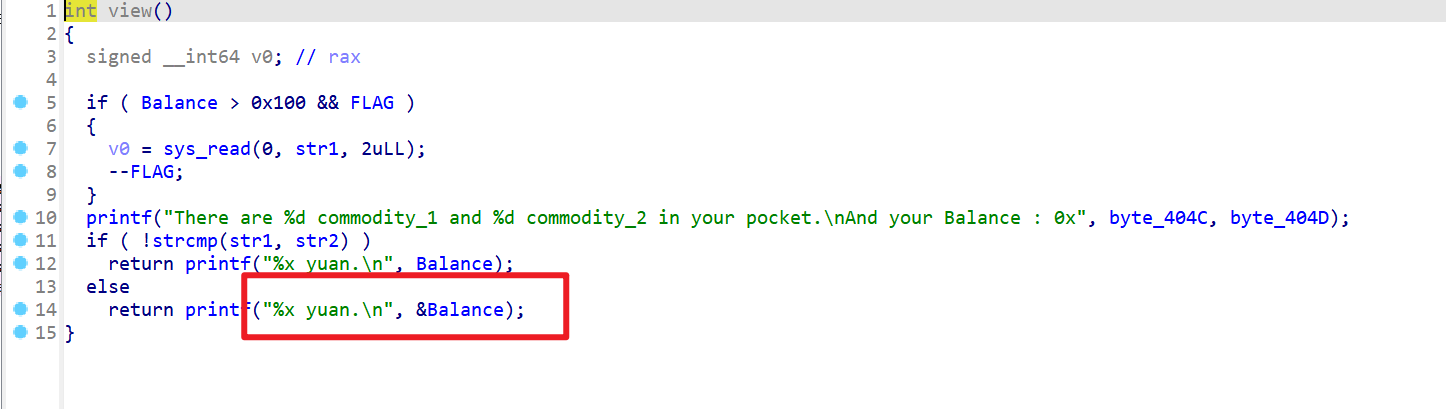 1 int view()
2 {
3 signed __int64 v0; // rax
4
5 if ( Balance > 0x100 && FLAG )
6 {
7 v0 = sys_read(0, str1, 2uLL);
8 --FLAG;
9 }
10 printf("There are %d commodity_1 and %d commodity_2 in your pocket.\nAnd your Balance : 0x", byte_404C, byte_404D);
11 if ( !strcmp(str1, str2) )
12 return printf("%x yuan.\n", Balance);
13 else
14 return printf("%x yuan.\n", &Balance);
15 }